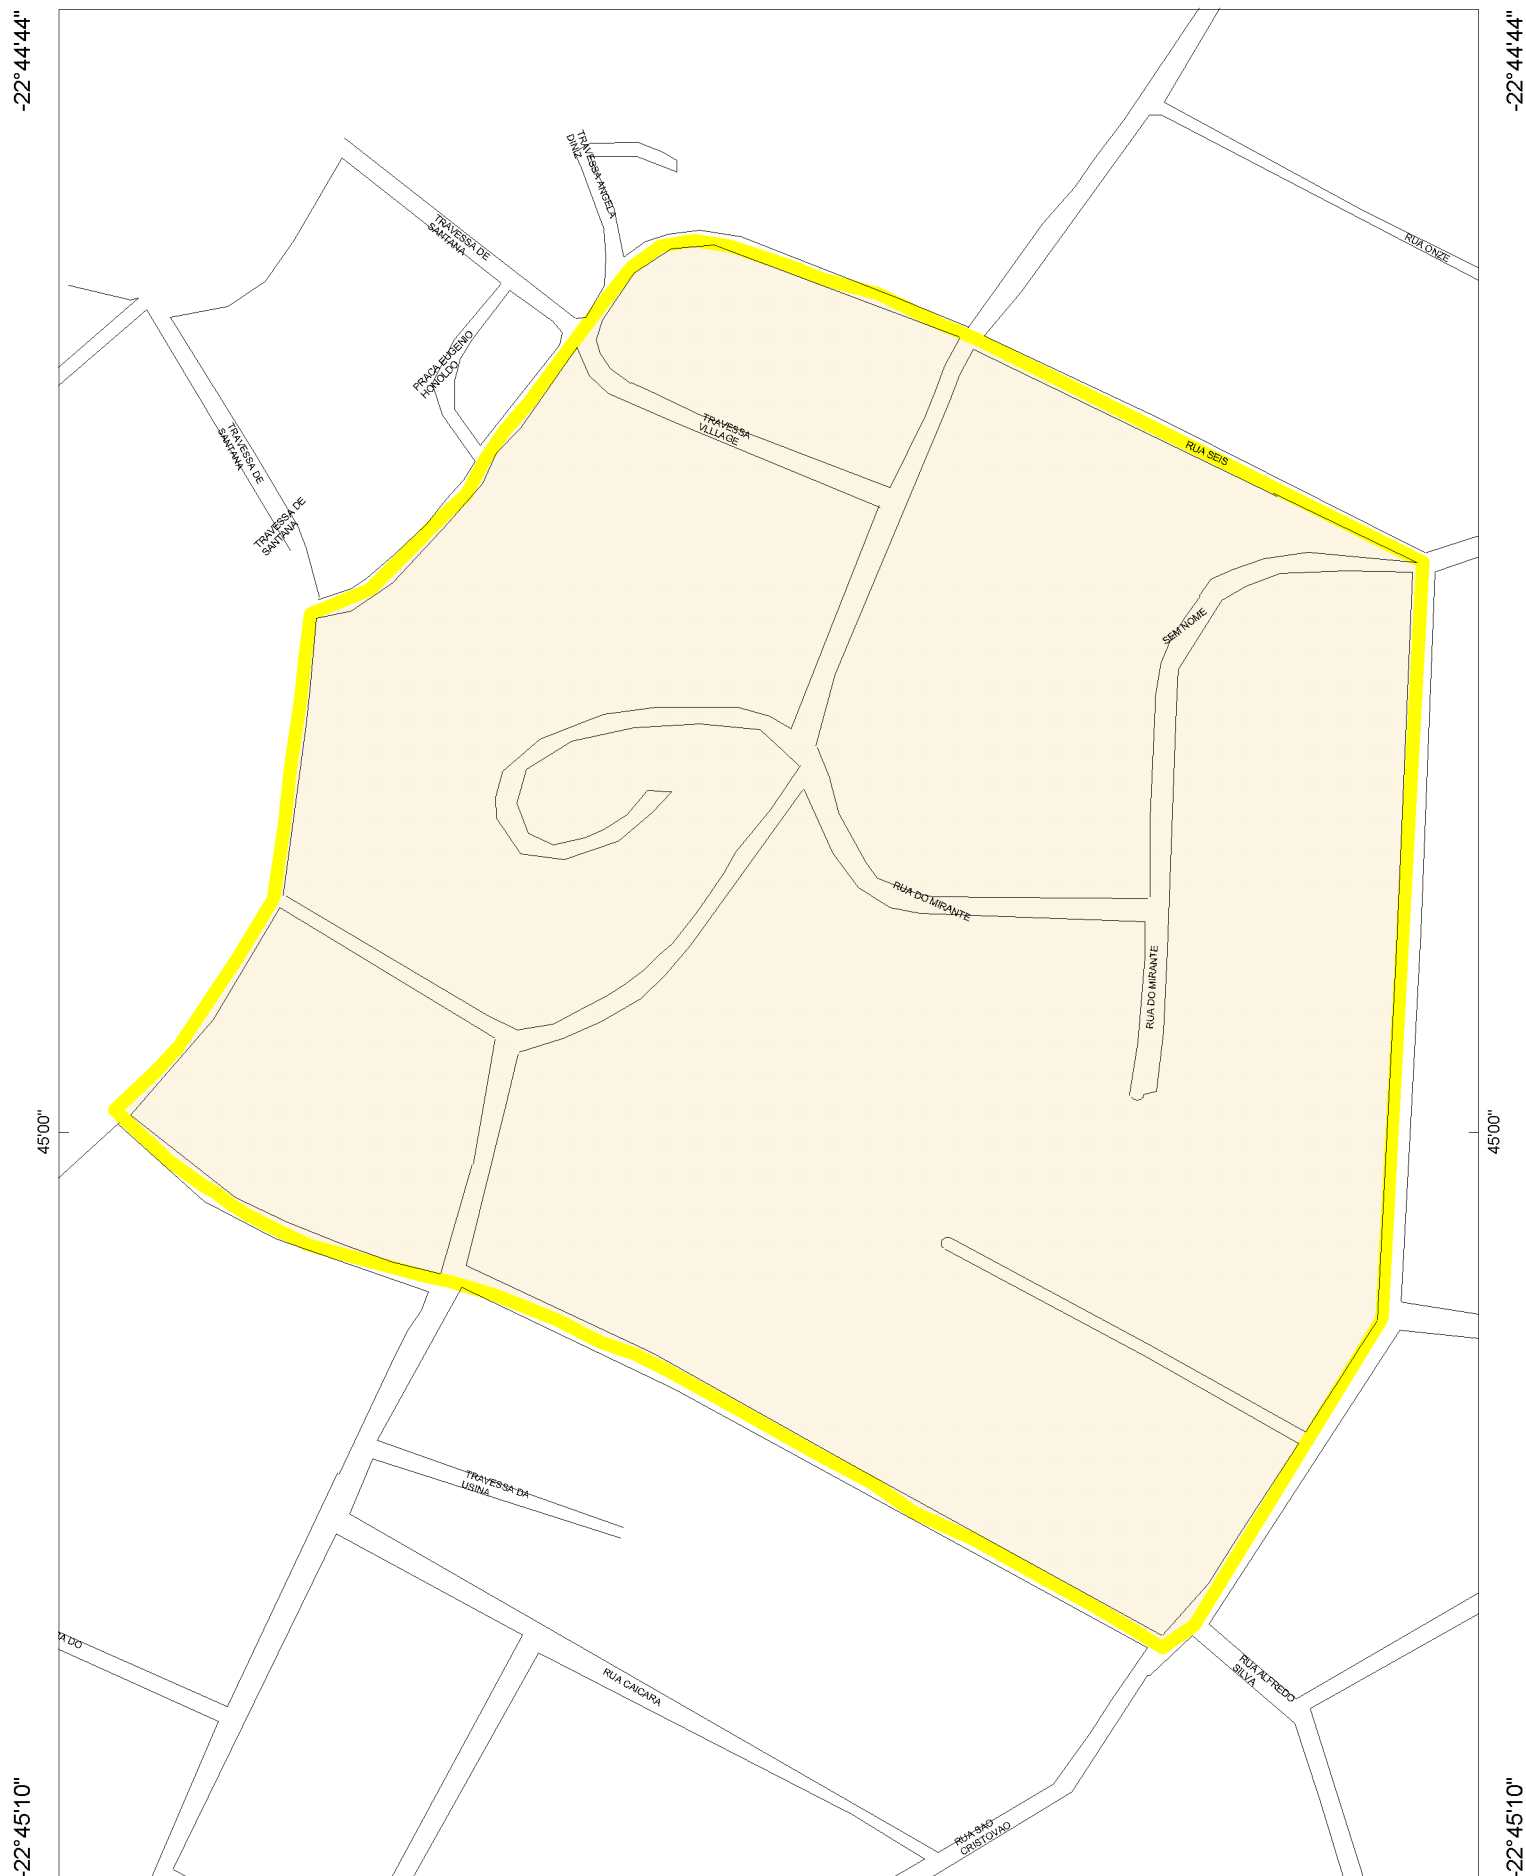 -22°44'44"
-22°44'44"
TRAVESSA ANGELA
DINIZ
TRAVESSA DE
SANTANA
RUA ONZE
PRACA EUGENIO
HONOLDO
TRAVESSA
VLLLAGE
TRAVESSA DE
SANTANA
RUA SEIS
TRAVESSA DE
SANTANA
SEM NOME
RUA DO MIRANTE
RUA DO MIRANTE
45'00"
45'00"
TRAVESSA DA
USINA
DO
RUA ALFREDO
SILVA
RUA CAICARA
RUA SAO
CRISTOVAO
-22°45'10"
-22°45'10"